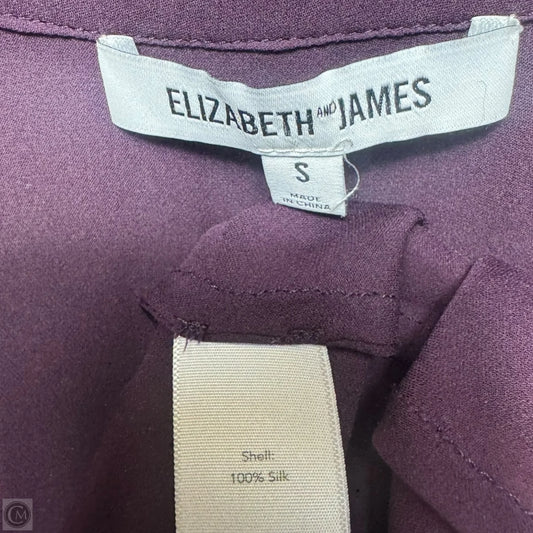 ELIZABETH AND JAMES
S
MADE
IN CHINA
Shell:
100% Silk
M